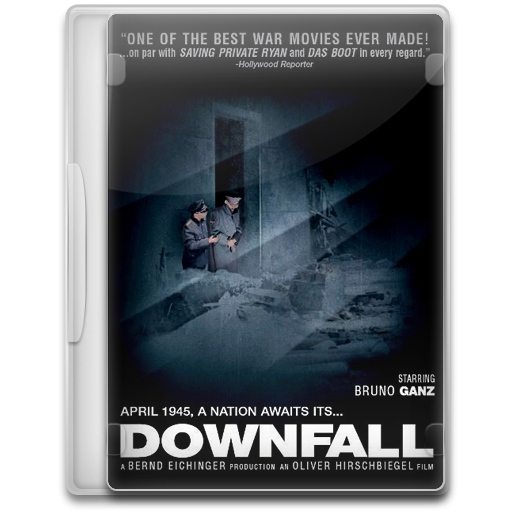 "ONE OF THE BEST WAR MOVIES EVER MADE!
...on par with SAVING PRIVATE RYAN and DAS BOOT in every regard."
-Hollywood Reporter
STARRING
BRUNO GANZ
APRIL 1945, A NATION AWAITS ITS...
DOWNFALL
A BERND EICHINGER PRODUCTION AN OLIVER HIRSCHBIEGEL FILM